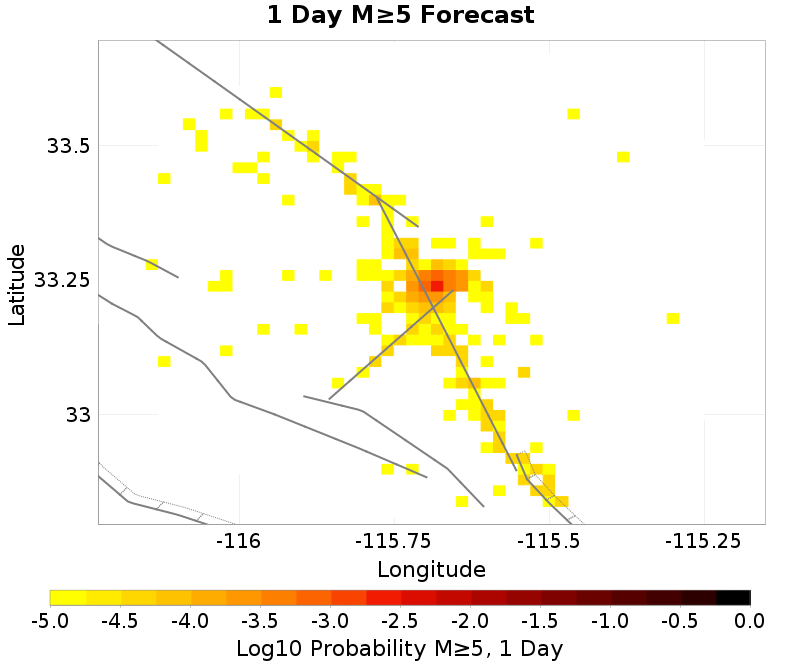 1 Day M≥5 Forecast
33.5
33.25
33
Latitude
-116
-115.75
-115.5
-115.25
Longitude
-5.0 -4.5 -4.0 -3.5 -3.0 -2.5 -2.0 -1.5 -1.0 -0.5 0.0
Log10 Probability M≥5, 1 Day